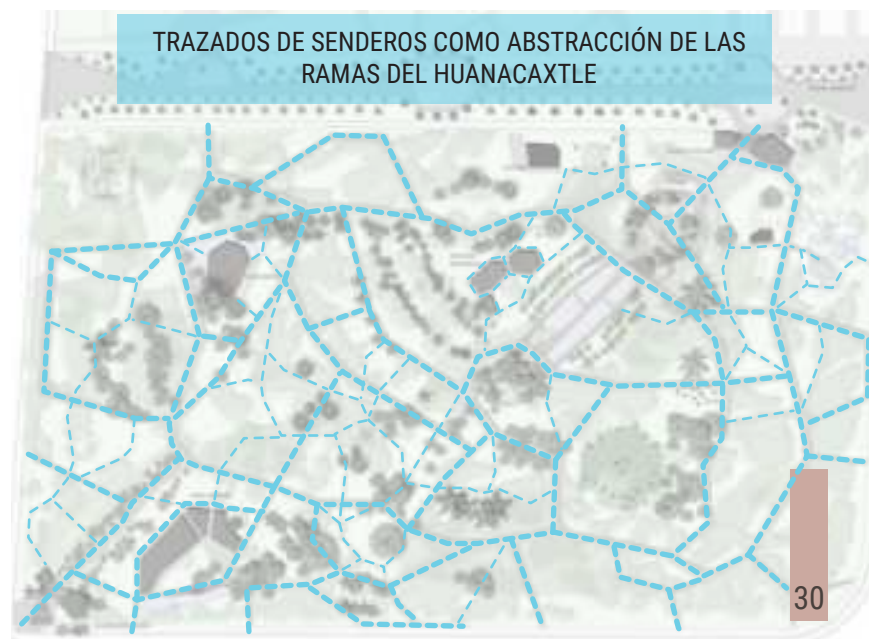 TRAZADOS DE SENDEROS COMO ABSTRACCIÓN DE LAS
RAMAS DEL HUANACAXTLE
30